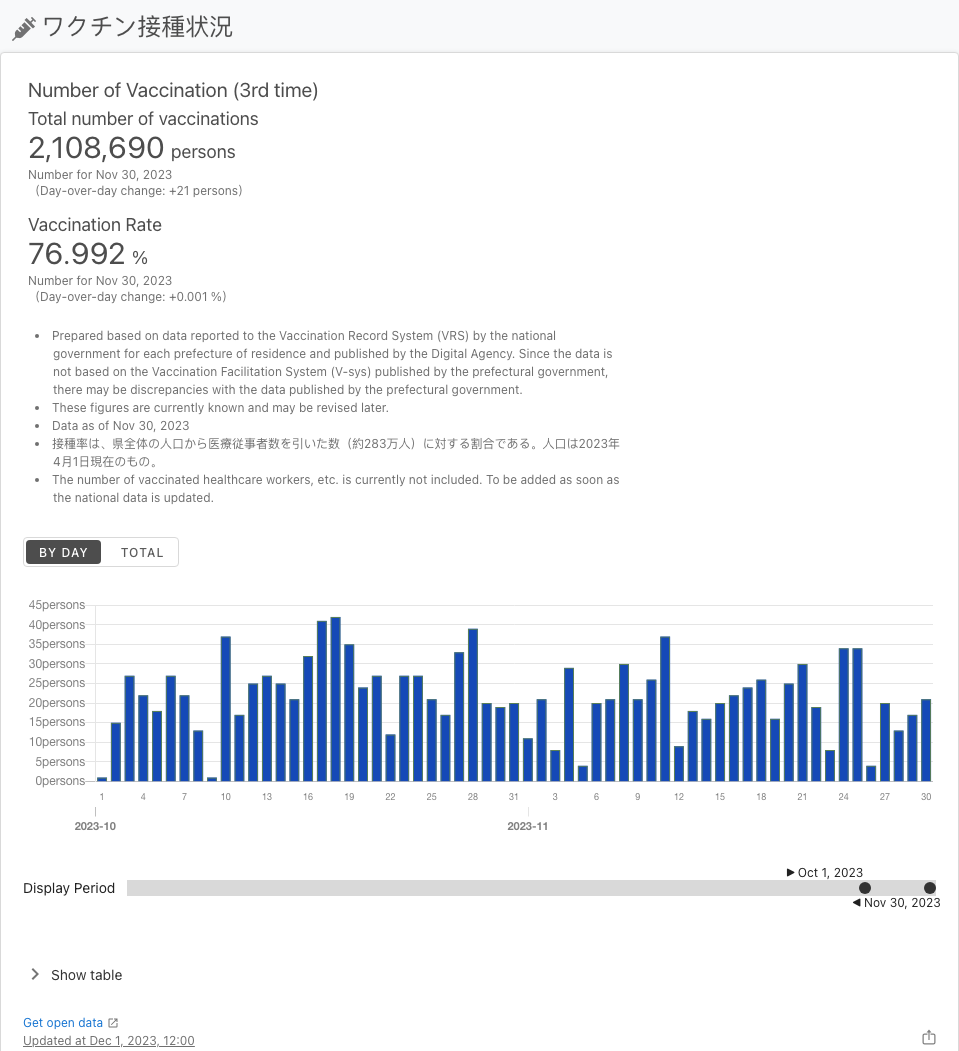 ワクチン接種状況
Number of Vaccination (3rd time)
Total number of vaccinations
2,108,690 persons
Number for Nov 30, 2023
（Day-over-day change: +21 persons）
Vaccination Rate
76.992 %
Number for Nov 30, 2023
（Day-over-day change: +0.001 %）
• Prepared based on data reported to the Vaccination Record System (VRS) by the national
government for each prefecture of residence and published by the Digital Agency. Since the data is
not based on the Vaccination Facilitation System (V-sys) published by the prefectural government,
there may be discrepancies with the data published by the prefectural government.
• These figures are currently known and may be revised later.
• Data as of Nov 30, 2023
• 接種率は、県全体の人口から医療従事者数を引いた数（約283万人）に対する割合である。人口は2023年
4月1日現在のもの。
• The number of vaccinated healthcare workers, etc. is currently not included. To be added as soon as
the national data is updated.
BY DAY TOTAL
45persons
40persons
35persons
30persons
25persons
20persons
15persons
10persons
5persons
0persons
1 4 7 10 13 16 19 22 25 28 31 3 6 9 12 15 18 21 24 27 30
2023-10 2023-11
▶ Oct 1, 2023
Display Period
◀ Nov 30, 2023
Show table
Get open data
Updated at Dec 1, 2023, 12:00